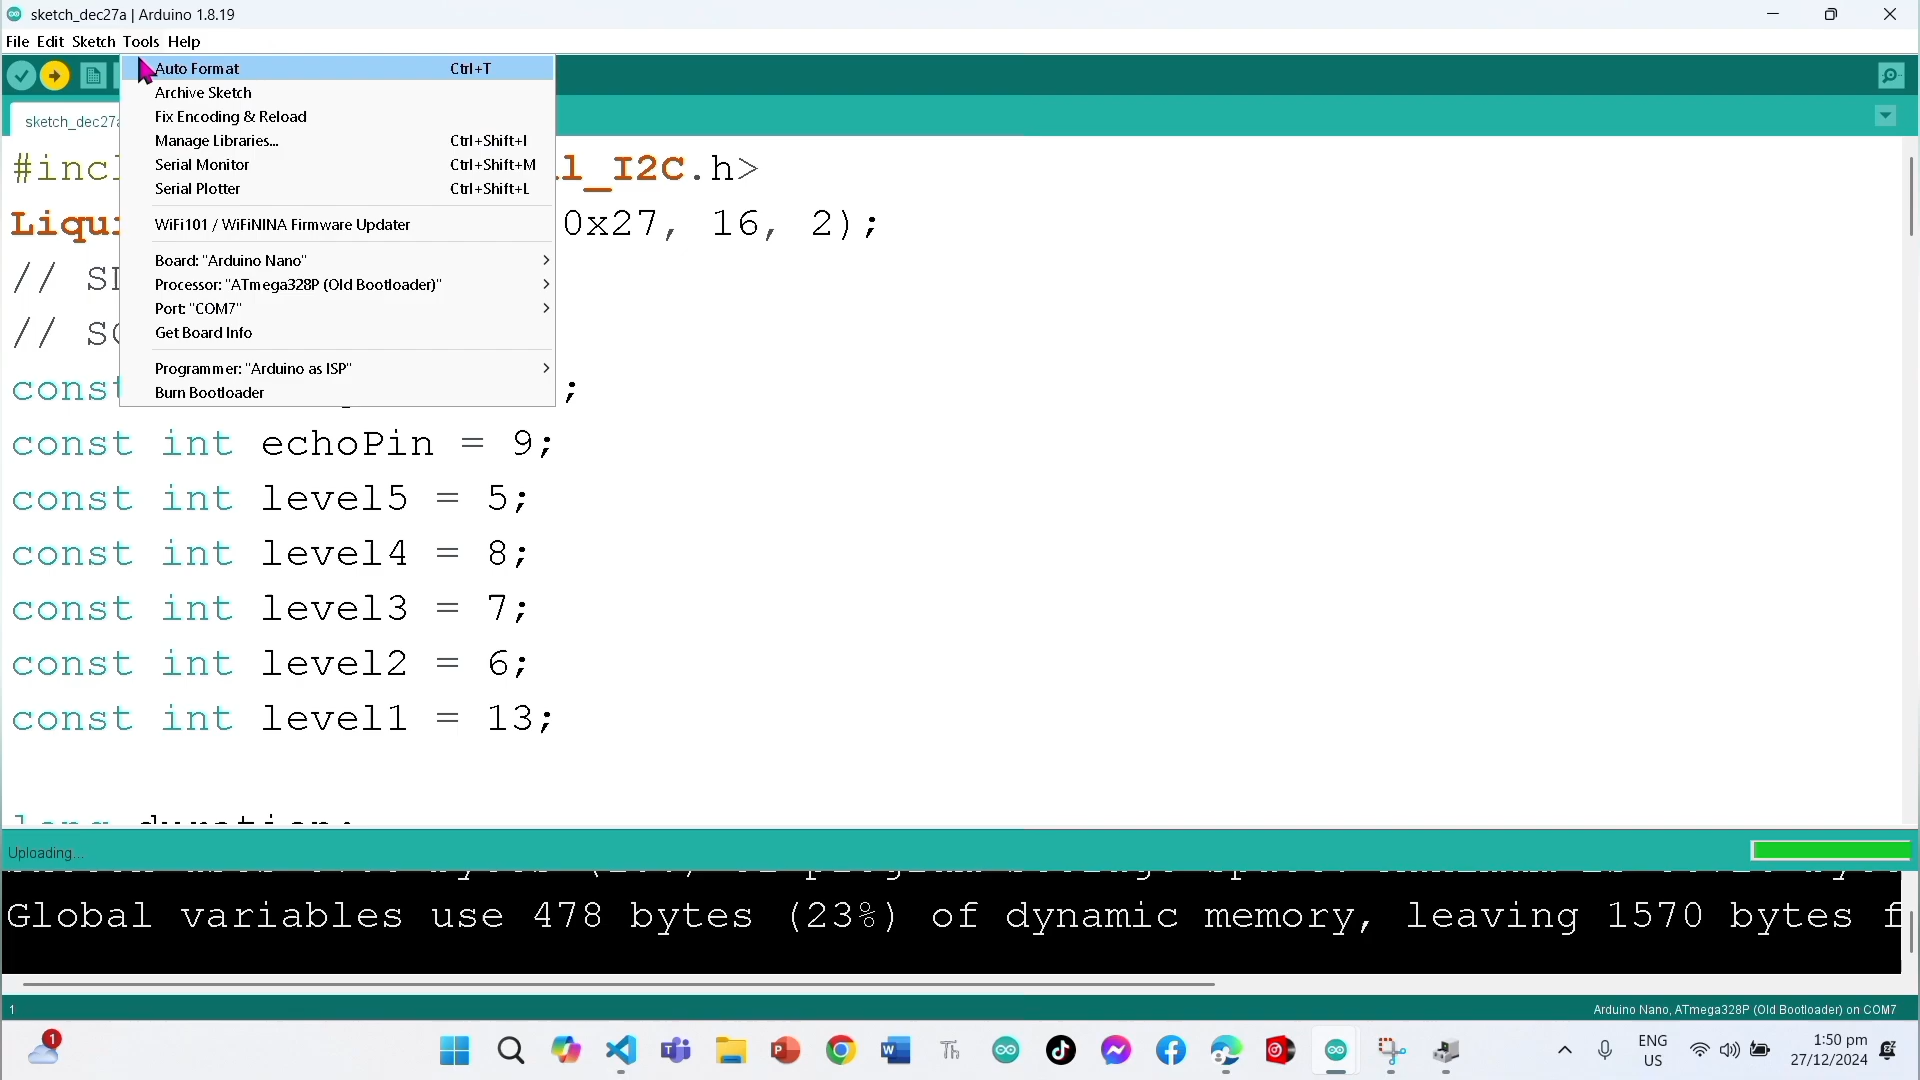 sketch_dec27a | Arduino 1.8.19
File Edit Sketch Tools Help
Auto Format Ctrl+T
Archive Sketch
Fix Encoding & Reload
Manage Libraries... Ctrl+Shift+I
Serial Monitor Ctrl+Shift+M
Serial Plotter Ctrl+Shift+L
WiFi101 / WiFiNINA Firmware Updater
Board: "Arduino Nano"
Processor: "ATmega328P (Old Bootloader)"
Port: "COM7"
Get Board Info
Programmer: "Arduino as ISP"
Burn Bootloader
sketch_dec27a
#incl l_I2C.h>
Liqui 0x27, 16, 2);
//
//
const ;
const int echoPin = 9;
const int level5 = 5;
const int level4 = 8;
const int level3 = 7;
const int level2 = 6;
const int level1 = 13;
long duration;
Uploading...
Global variables use 478 bytes (23%) of dynamic memory, leaving 1570 bytes f
1
Arduino Nano, ATmega328P (Old Bootloader) on COM7
1
ENG
US
1:50 pm
27/12/2024